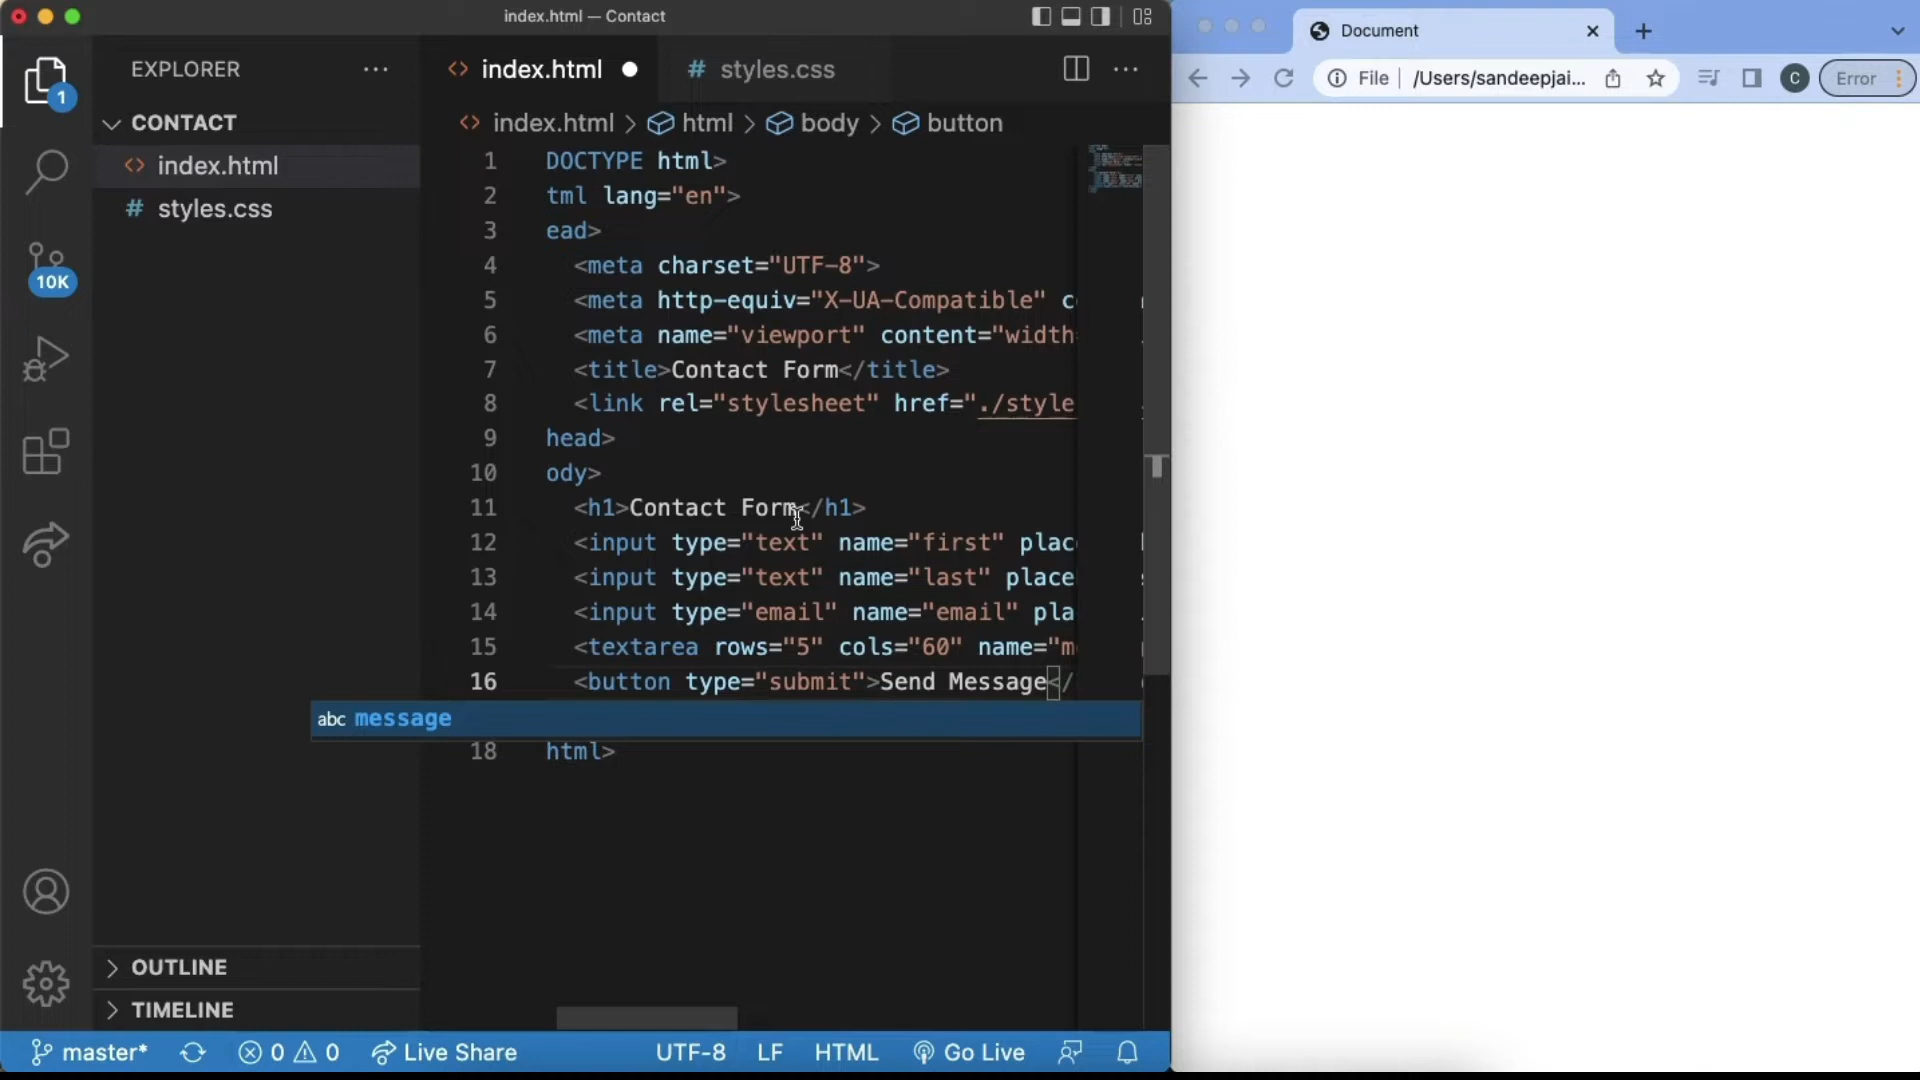 index.html — Contact
EXPLORER
1
CONTACT
index.html
styles.css
10K
OUTLINE
TIMELINE
index.html
styles.css
index.html > html > body > button
1 DOCTYPE html>
2 tml lang="en">
3 ead>
4 <meta charset="UTF-8">
5 <meta http-equiv="X-UA-Compatible" c
6 <meta name="viewport" content="width
7 <title>Contact Form</title>
8 <link rel="stylesheet" href="./style
9 head>
10 ody>
11 <h1>Contact Form</h1>
12 <input type="text" name="first" plac
13 <input type="text" name="last" place
14 <input type="email" name="email" pla
15 <textarea rows="5" cols="60" name="m
16 <button type="submit">Send Message</
abc message
18 html>
master*
0
0
Live Share
UTF-8
LF
HTML
Go Live
Document
File
/Users/sandeepjai...
C
Error